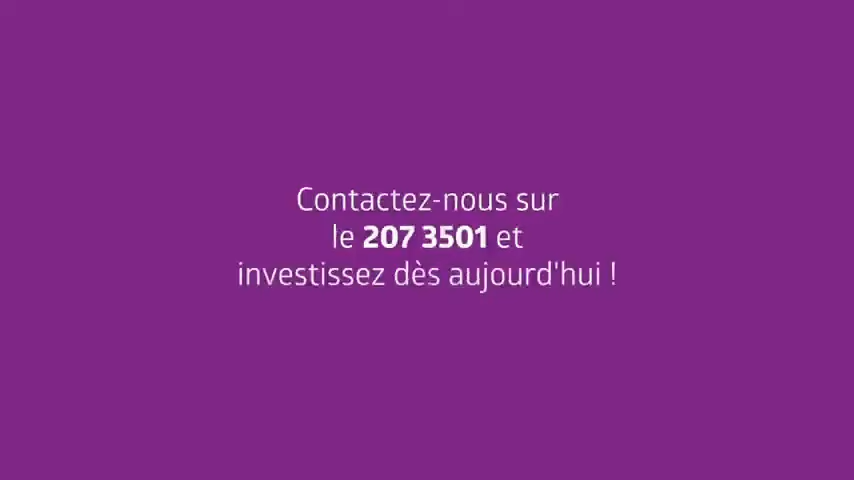 Contactez-nous sur
le 207 3501 et
investissez dès aujourd'hui !